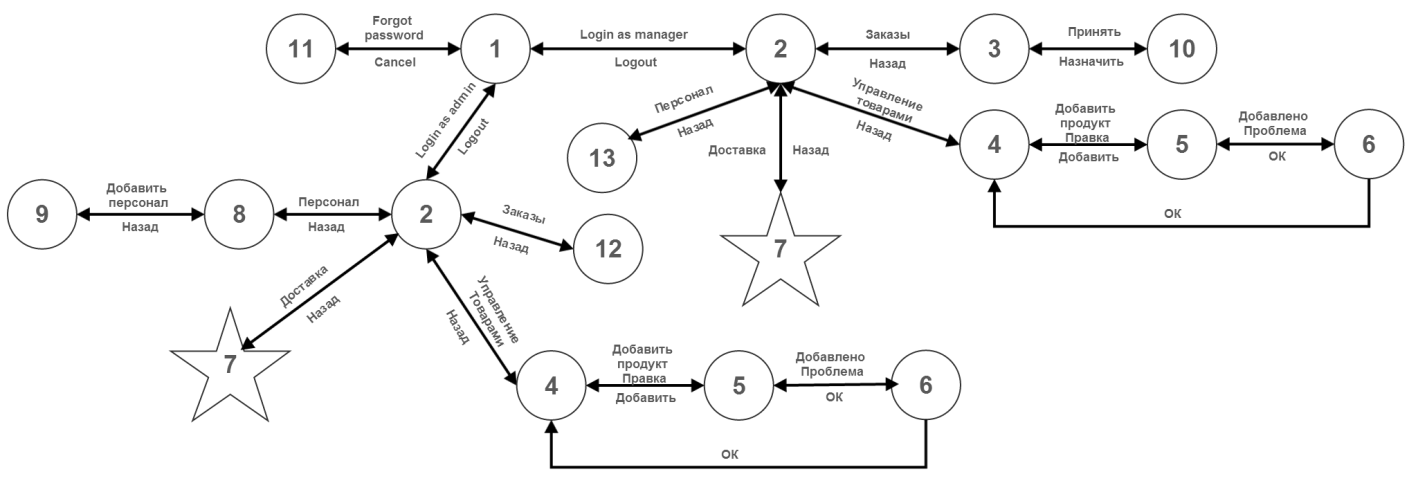 Forgot
password
Cancel
11
1
Login as manager
Logout
2
Заказы
Назад
3
Принять
Назначить
10
Login as admin
Logout
Персонал
Назад
13
Доставка
Назад
7
Управление
товарами
Назад
4
Добавить
продукт
Правка
Добавить
5
Добавлено
Проблема
ОК
6
ОК
9
Добавить
персонал
Назад
8
Персонал
Назад
2
Заказы
Назад
12
Доставка
Назад
7
Управление
Товарами
Назад
4
Добавить
продукт
Правка
Добавить
5
Добавлено
Проблема
ОК
6
ОК